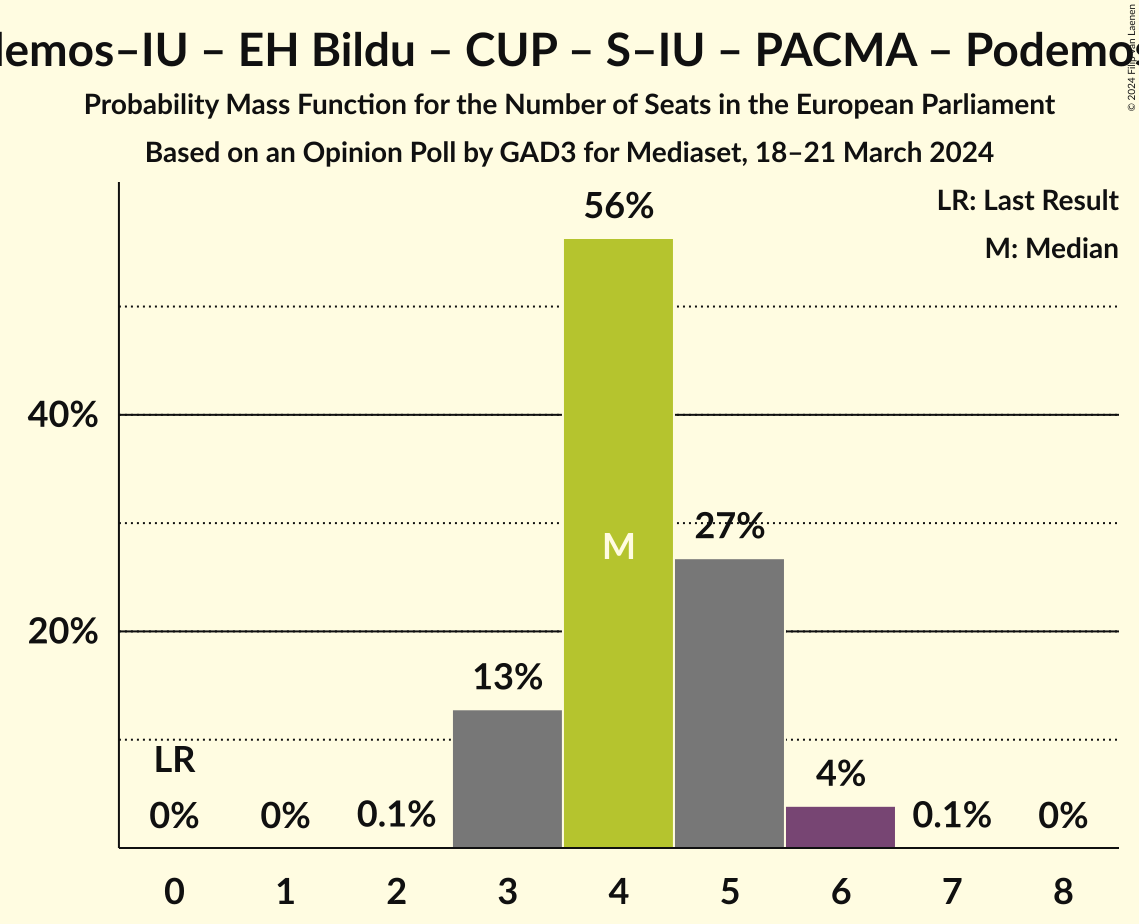 demos–IU – EH Bildu – CUP – S–IU – PACMA – Podemos
Probability Mass Function for the Number of Seats in the European Parliament
Based on an Opinion Poll by GAD3 for Mediaset, 18–21 March 2024
© 2024 Filip van Laenen
LR: Last Result
M: Median
56%
40%
M
27%
20%
13%
LR
4%
0% 0% 0.1% 0.1% 0%
0 1 2 3 4 5 6 7 8